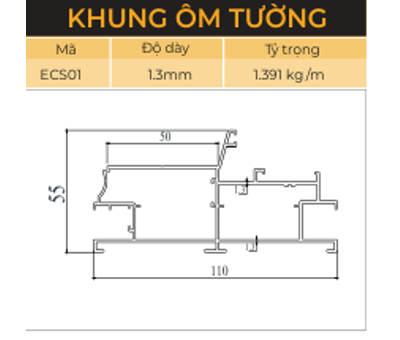 KHUNG ÔM TƯỜNG
Mã Độ dày Tỷ trọng
ECS01 1.3mm 1.391 kg/m
50
55
110